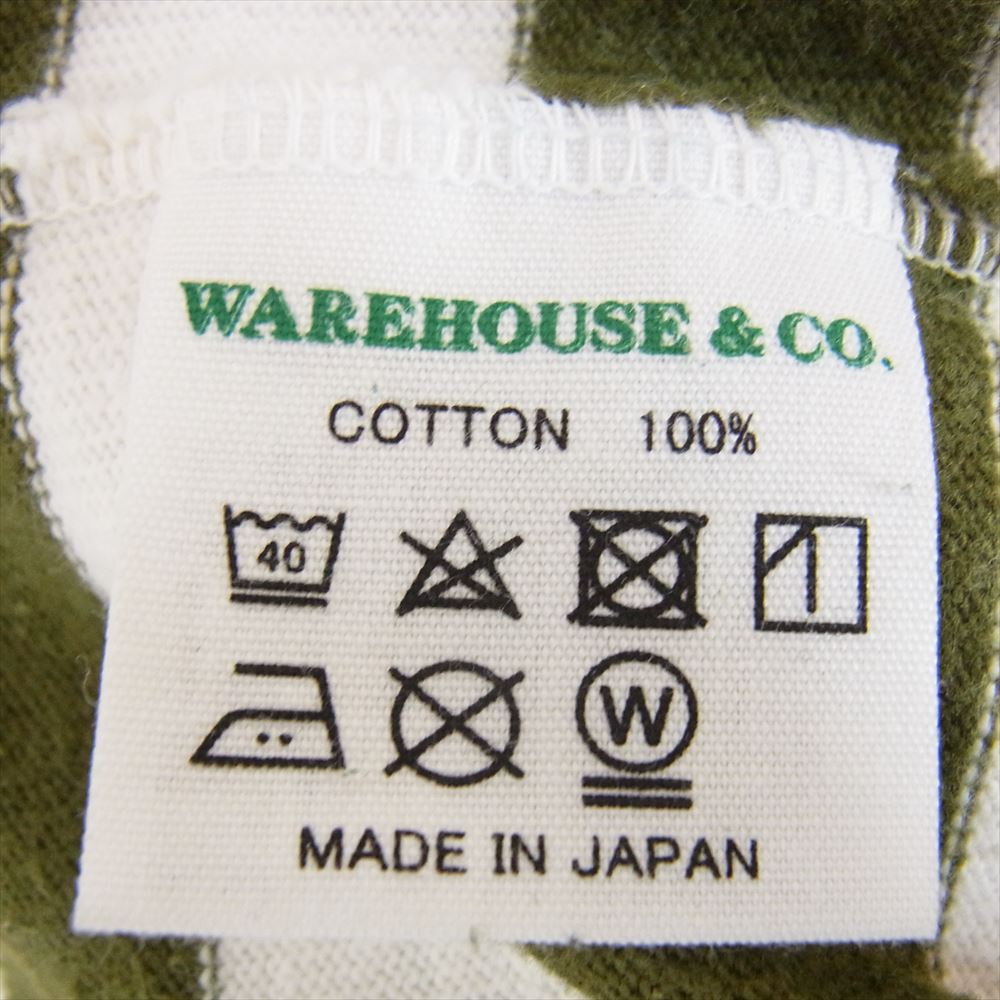 WAREHOUSE & CO.
COTTON 100%
40
W
MADE IN JAPAN